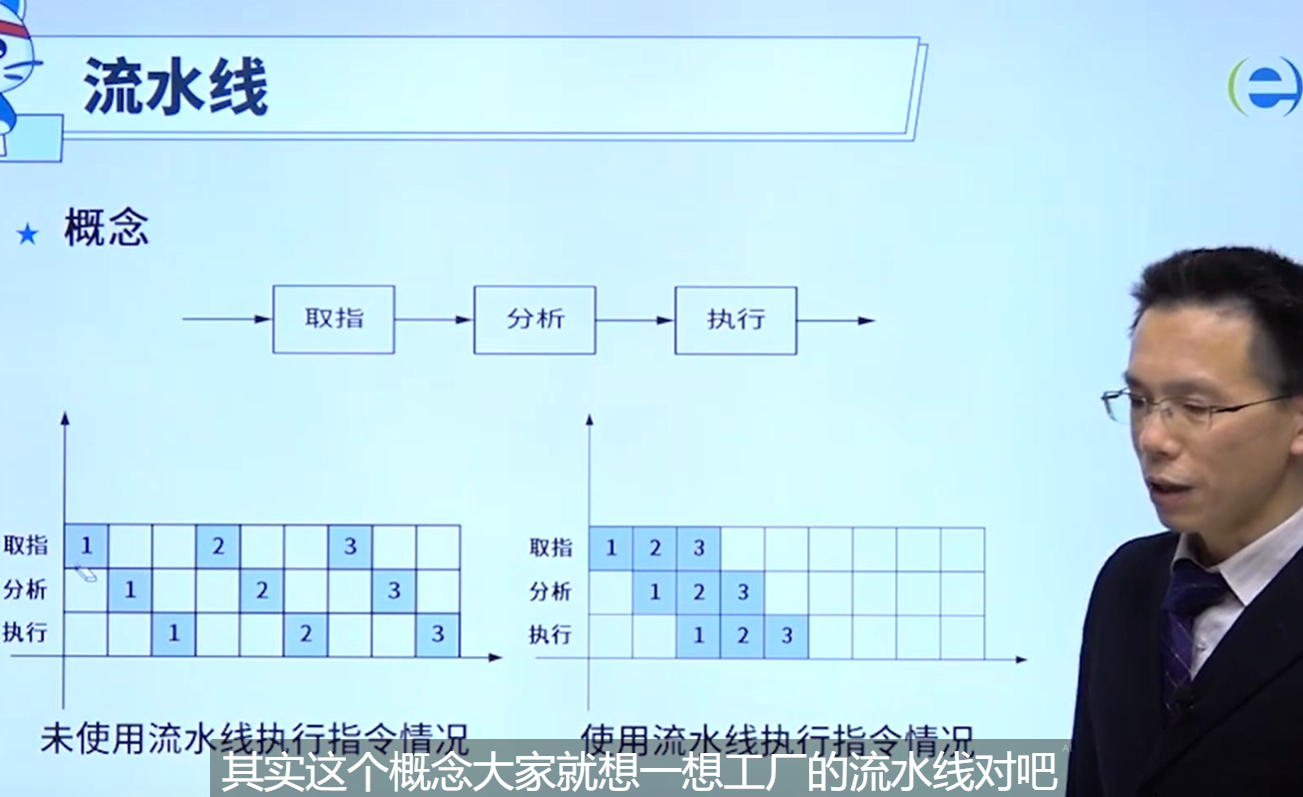 流水线
e
★ 概念
取指 分析 执行
取指 1 2 3
分析 1 2 3
执行 1 2 3
未使用流水线执行指令情况
取指 1 2 3
分析 1 2 3
执行 1 2 3
使用流水线执行指令情况
其实这个概念大家就想一想工厂的流水线对吧